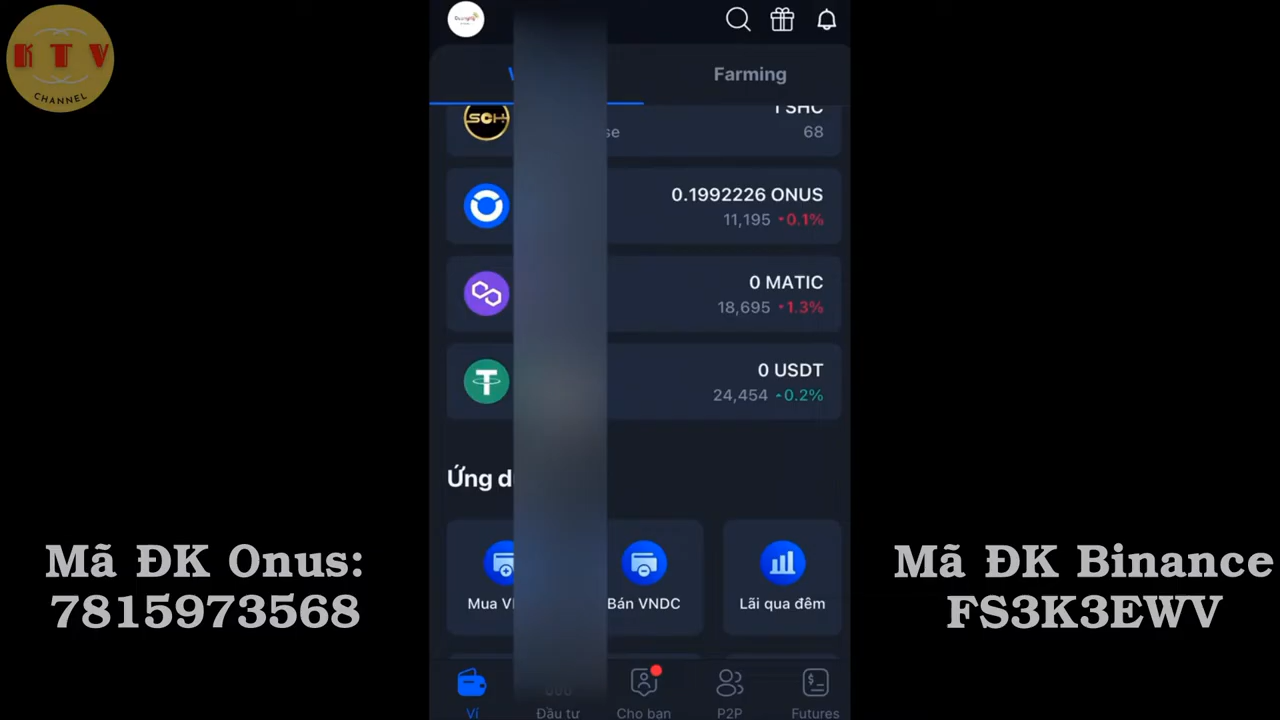 K T V
CHANNEL
Farming
1 SHC
se
68
0.1992226 ONUS
11,195 0.1%
0 MATIC
18,695 1.3%
0 USDT
24,454 0.2%
Ứng d
Mua V
Bán VNDC
Lãi qua đêm
Ví
Đầu tư
Cho bạn
P2P
Futures
Mã ĐK Onus:
7815973568
Mã ĐK Binance
FS3K3EWV